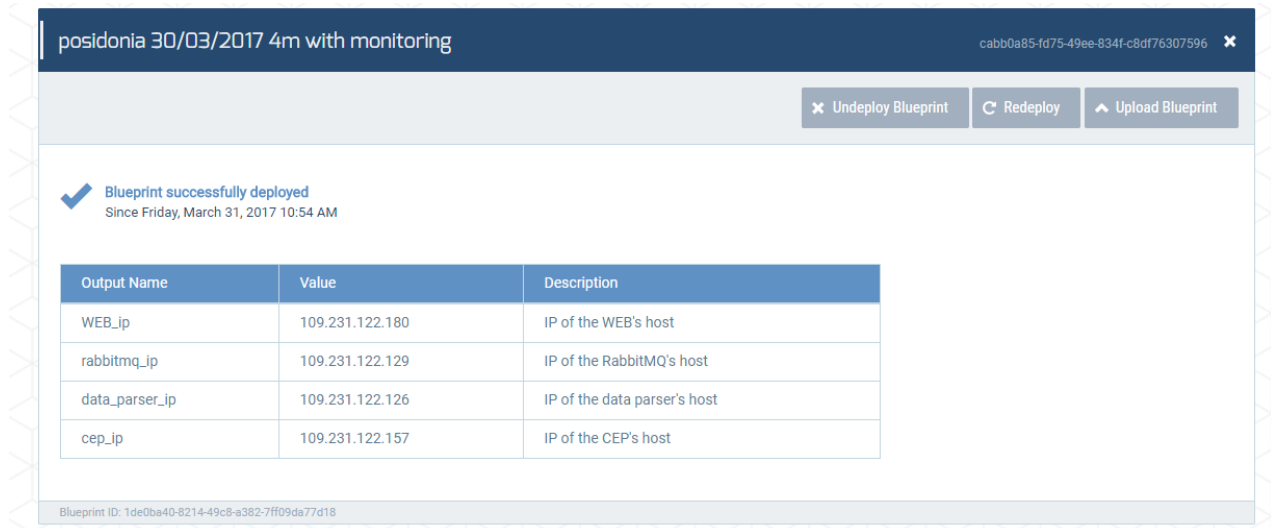 posidonia 30/03/2017 4m with monitoring cabb0a85-fd75-49ee-834f-c8df76307596
Undeploy Blueprint Redeploy Upload Blueprint
Blueprint successfully deployed
Since Friday, March 31, 2017 10:54 AM
Output Name Value Description
WEB_ip 109.231.122.180 IP of the WEB's host
rabbitmq_ip 109.231.122.129 IP of the RabbitMQ's host
data_parser_ip 109.231.122.126 IP of the data parser's host
cep_ip 109.231.122.157 IP of the CEP's host
Blueprint ID: 1de0ba40-8214-49c8-a382-7ff09da77d18